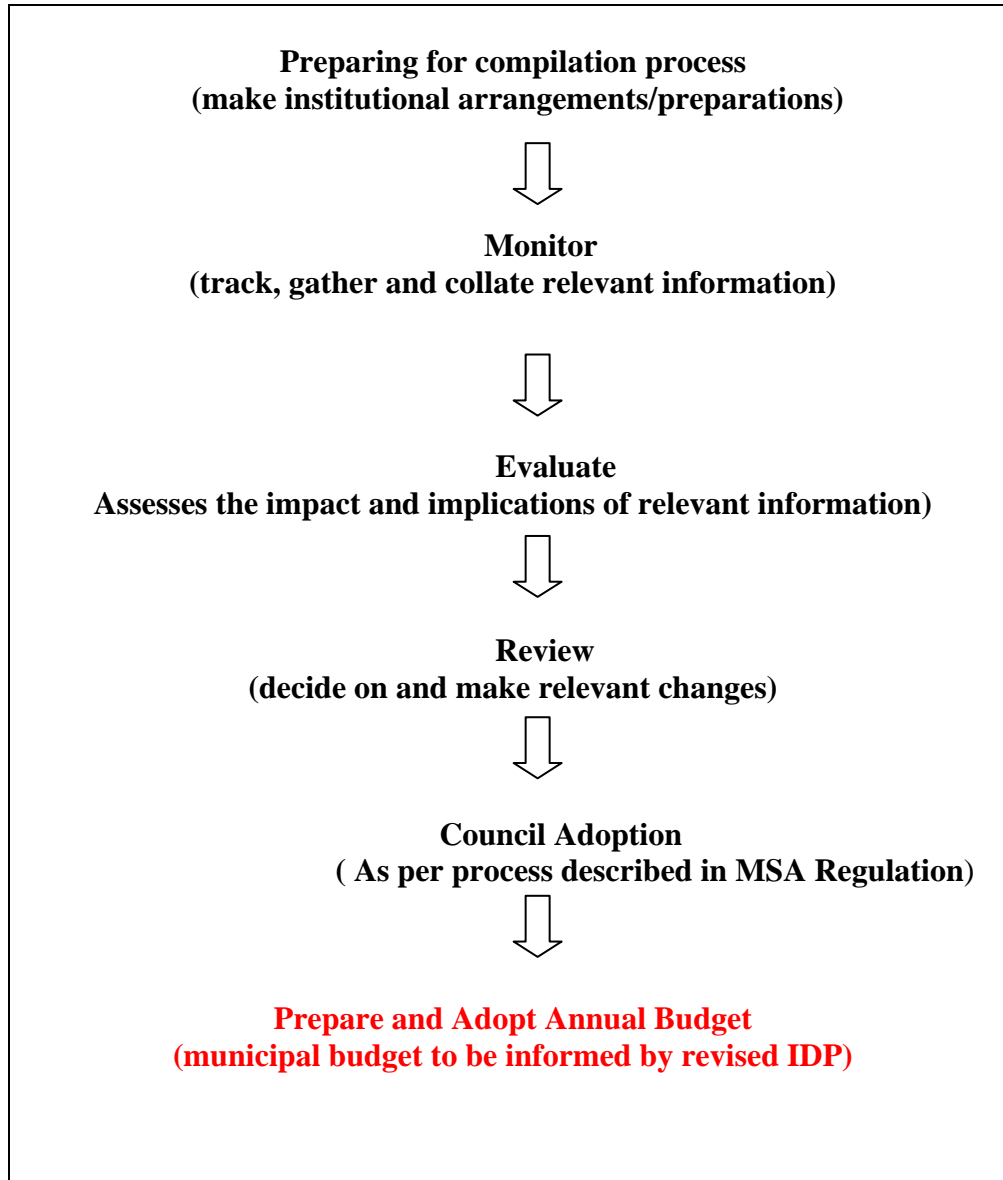 Preparing for compilation process
(make institutional arrangements/preparations)
Monitor
(track, gather and collate relevant information)
Evaluate
Assesses the impact and implications of relevant information)
Review
(decide on and make relevant changes)
Council Adoption
( As per process described in MSA Regulation)
Prepare and Adopt Annual Budget
(municipal budget to be informed by revised IDP)